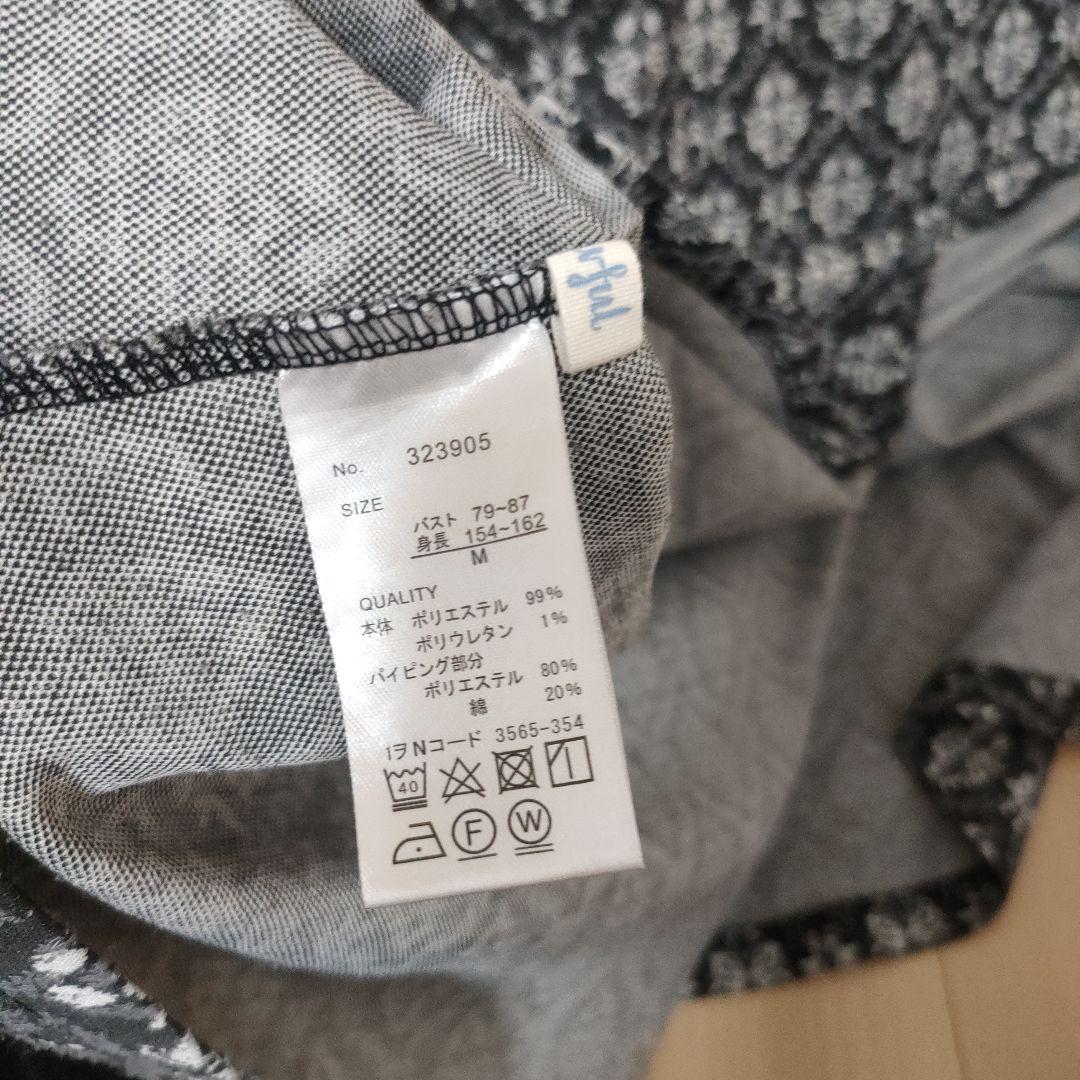 rful
No. 323905
SIZE
バスト 79~87
身長 154~162
M
QUALITY
本体 ポリエステル 99%
ポリウレタン 1%
パイピング部分
ポリエステル 80%
綿 20%
IヲNコード 3565-354
40
F W